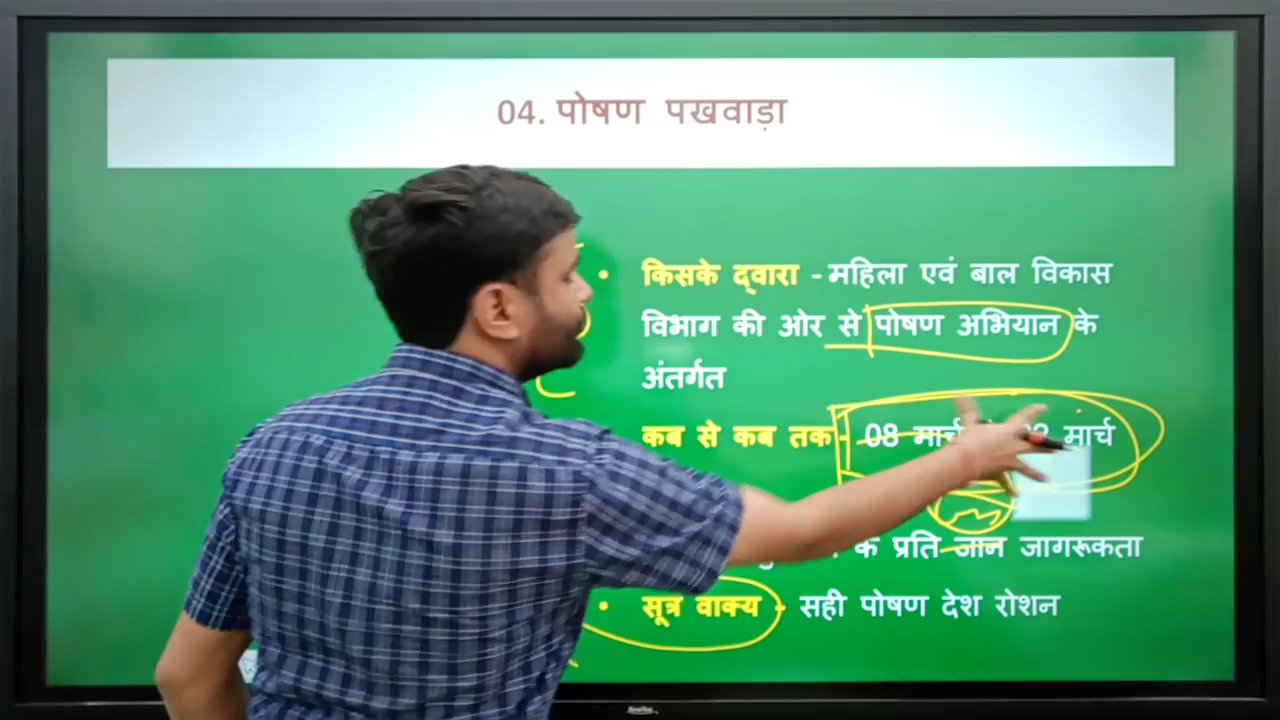 04. पोषण पखवाड़ा
• किसके द्वारा - महिला एवं बाल विकास
विभाग की ओर से पोषण अभियान के
अंतर्गत
कब से कब तक - 08 मार्च मार्च
के प्रति जान जागरूकता
• सूत्र वाक्य - सही पोषण देश रोशन